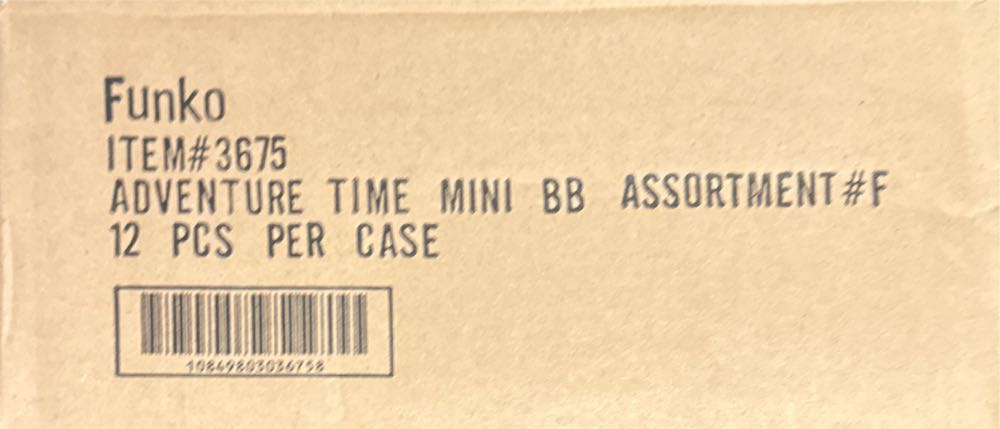 Funko
ITEM#3675
ADVENTURE TIME MINI BB ASSORTMENT#F
12 PCS PER CASE
10849803036758